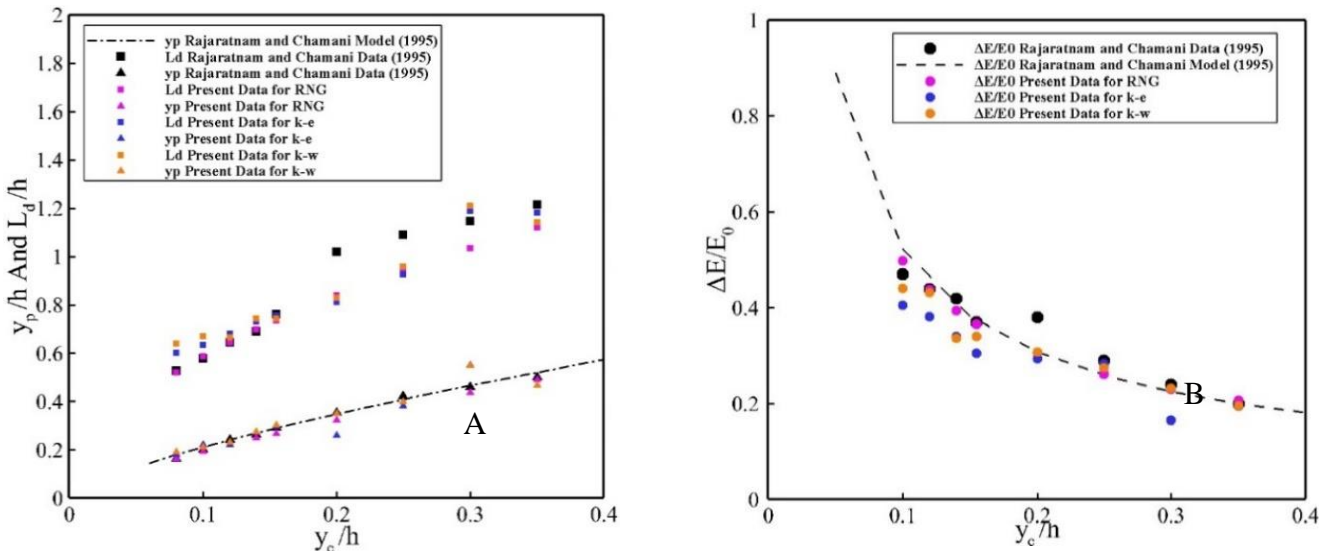 2
1.8
1.6
1.4
1.2
1
0.8
0.6
0.4
0.2
0
yp/h And Ld/h
yp Rajaratnam and Chamani Model (1995)
Ld Rajaratnam and Chamani Data (1995)
yp Rajaratnam and Chamani Data (1995)
Ld Present Data for RNG
yp Present Data for RNG
Ld Present Data for k-e
yp Present Data for k-e
Ld Present Data for k-w
yp Present Data for k-w
A
0 0.1 0.2 0.3 0.4
yc/h
1
0.8
0.6
0.4
0.2
0
ΔE/E0
ΔE/E0 Rajaratnam and Chamani Data (1995)
ΔE/E0 Rajaratnam and Chamani Model (1995)
ΔE/E0 Present Data for RNG
ΔE/E0 Present Data for k-e
ΔE/E0 Present Data for k-w
B
0 0.1 0.2 0.3 0.4
yc/h